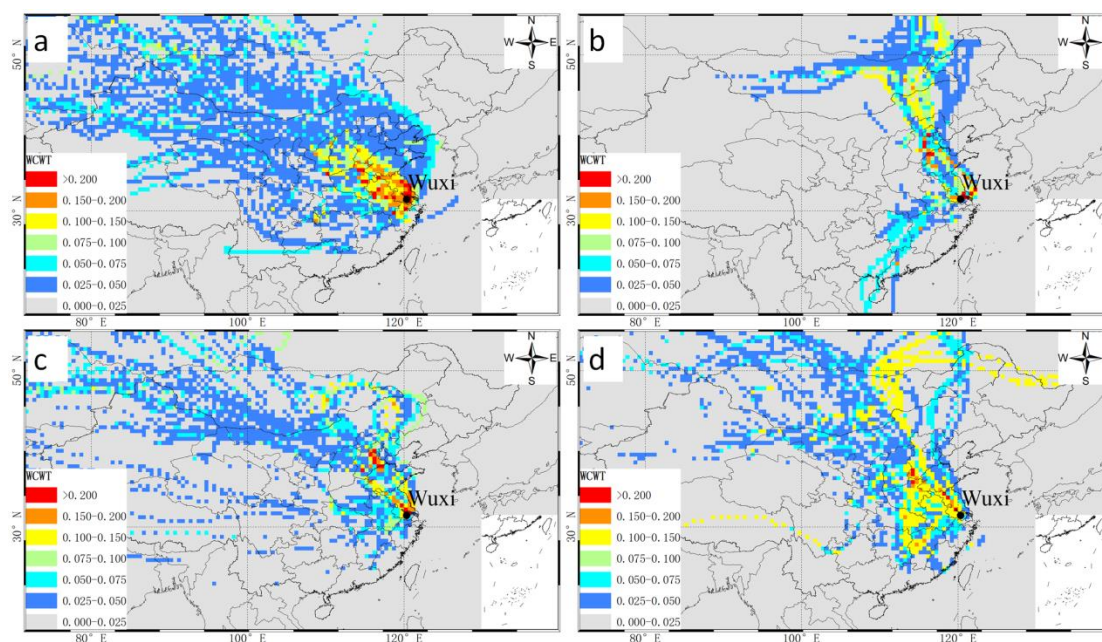 a
N
W E
S
50° N
30° N
Wuxi
WCWT
>0.200
0.150-0.200
0.100-0.150
0.075-0.100
0.050-0.075
0.025-0.050
0.000-0.025
80° E
100° E
120° E
b
N
W E
S
50° N
30° N
Wuxi
WCWT
>0.200
0.150-0.200
0.100-0.150
0.075-0.100
0.050-0.075
0.025-0.050
0.000-0.025
80° E
100° E
120° E
c
N
W E
S
50° N
30° N
Wuxi
WCWT
>0.200
0.150-0.200
0.100-0.150
0.075-0.100
0.050-0.075
0.025-0.050
0.000-0.025
80° E
100° E
120° E
d
N
W E
S
50° N
30° N
Wuxi
WCWT
>0.200
0.150-0.200
0.100-0.150
0.075-0.100
0.050-0.075
0.025-0.050
0.000-0.025
80° E
100° E
120° E